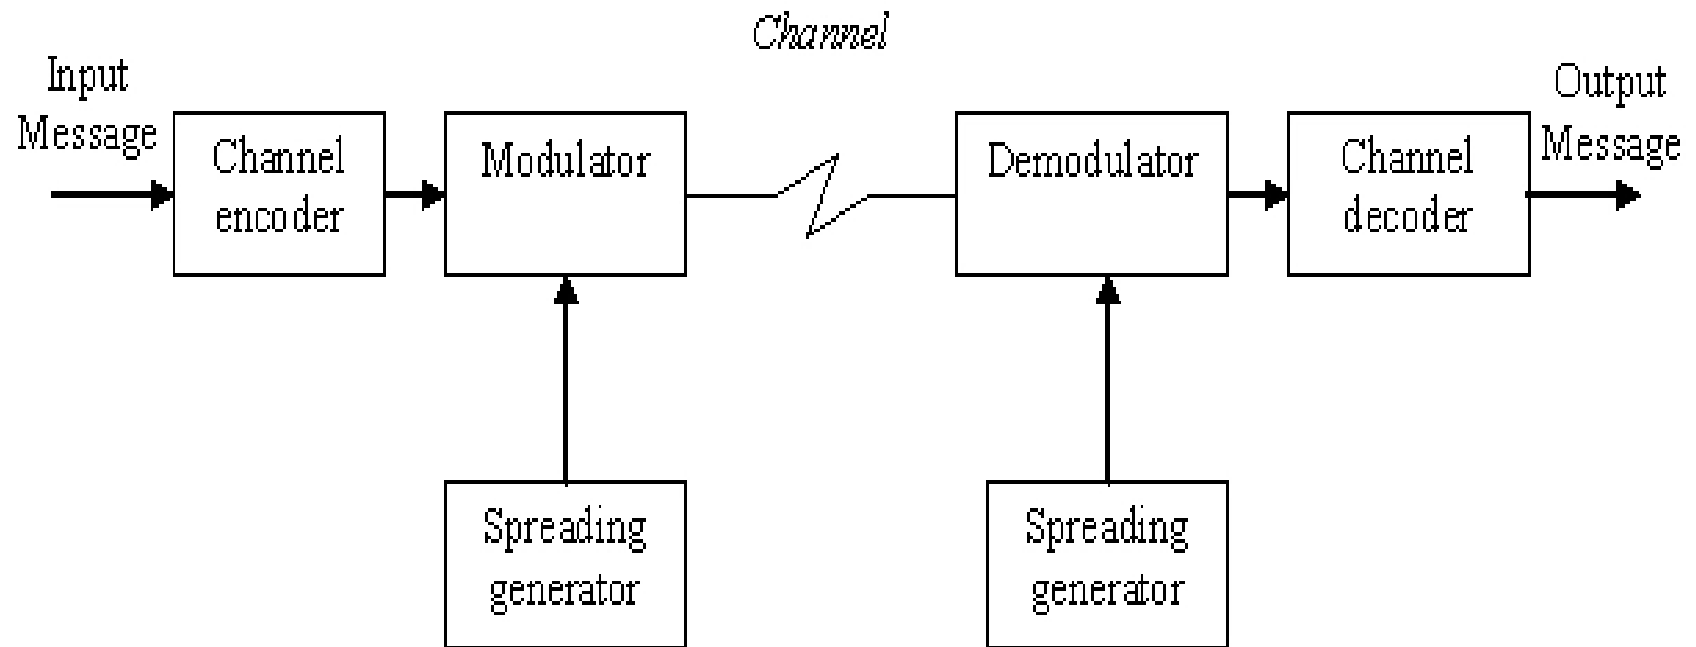 Channel
Input
Message
Channel
encoder
Modulator
Demodulator
Channel
decoder
Output
Message
Spreading
generator
Spreading
generator